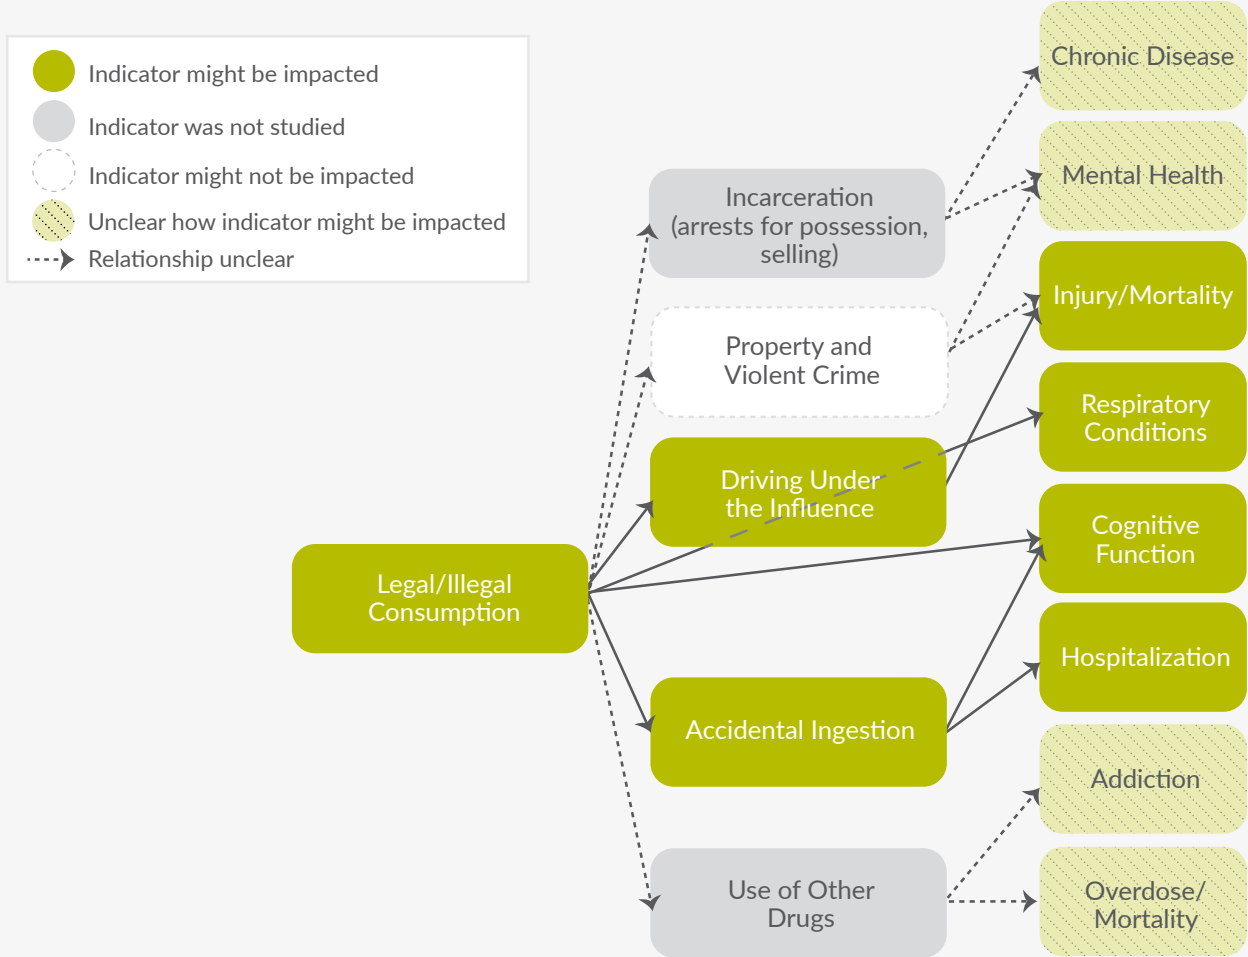 Indicator might be impacted
Indicator was not studied
Indicator might not be impacted
Unclear how indicator might be impacted
Relationship unclear
Legal/Illegal
Consumption
Incarceration
(arrests for possession,
selling)
Property and
Violent Crime
Driving Under
the Influence
Accidental Ingestion
Use of Other
Drugs
Chronic Disease
Mental Health
Injury/Mortality
Respiratory
Conditions
Cognitive
Function
Hospitalization
Addiction
Overdose/
Mortality